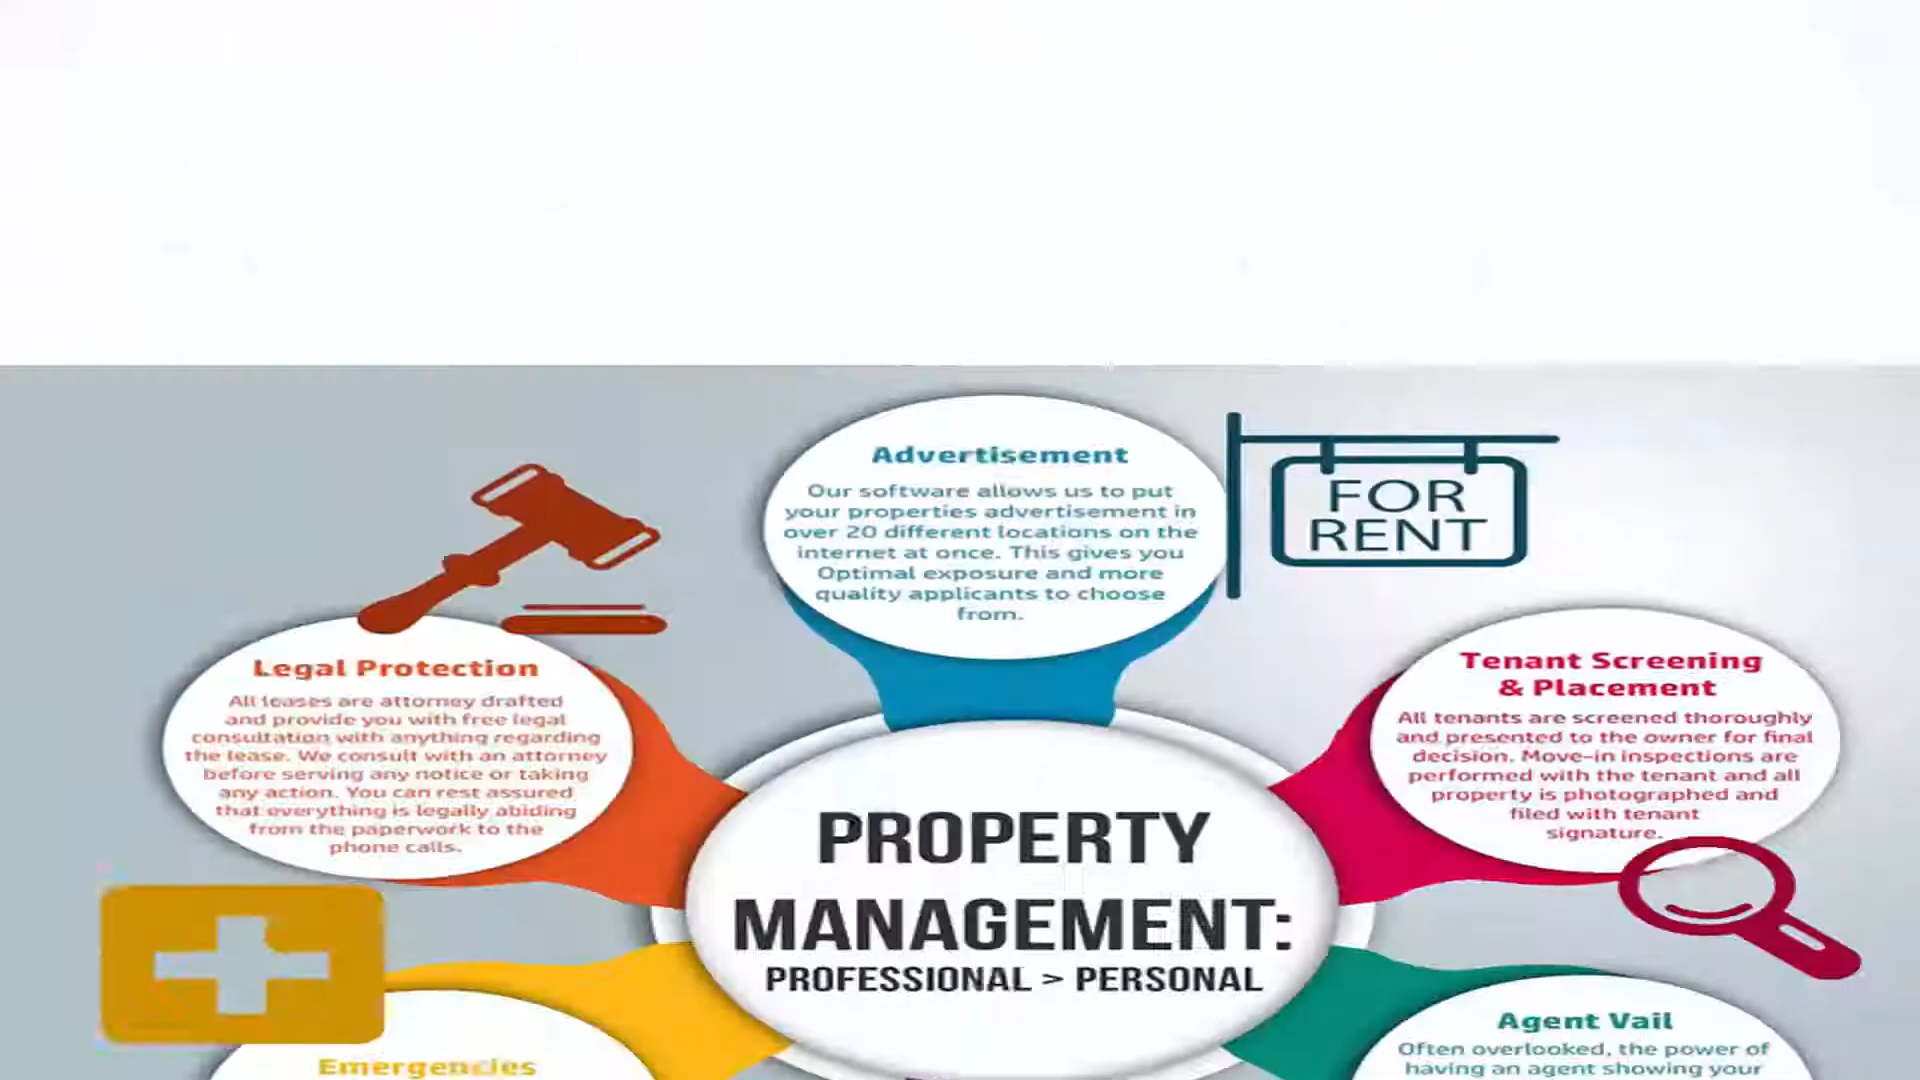 Advertisement
Our software allows us to put
your properties advertisement in
over 20 different locations on the
internet at once. This gives you
Optimal exposure and more
quality applicants to choose
from.
FOR
RENT
Legal Protection
All leases are attorney drafted
and provide you with free legal
consultation with anything regarding
the lease. We consult with an attorney
before serving any notice or taking
any action. You can rest assured
that everything is legally abiding
from the paperwork to the
phone calls.
Tenant Screening
& Placement
All tenants are screened thoroughly
and presented to the owner for final
decision. Move-in inspections are
performed with the tenant and all
property is photographed and
filed with tenant
signature.
PROPERTY
MANAGEMENT:
PROFESSIONAL > PERSONAL
Emergencies
Agent Vail
Often overlooked, the power of
having an agent showing your